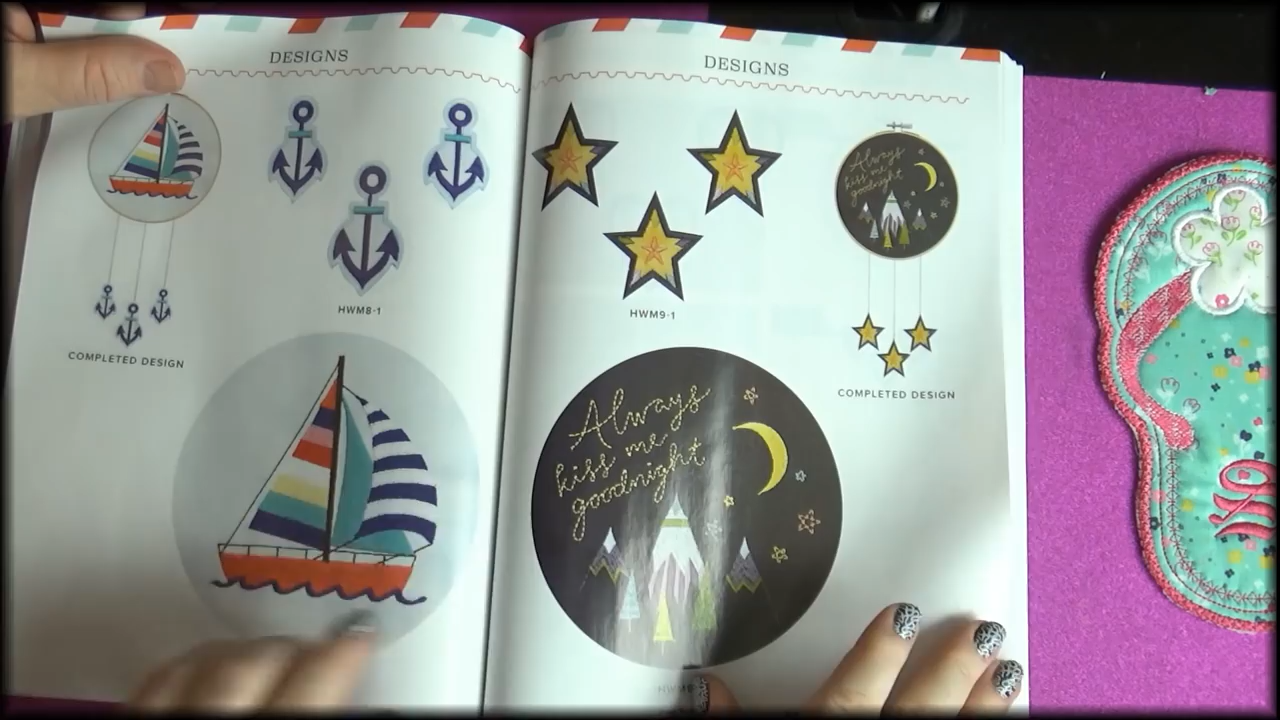 DESIGNS
HWM8-1
COMPLETED DESIGN
DESIGNS
Always
kiss me
goodnight
HWM9-1
COMPLETED DESIGN
Always
kiss me
goodnight